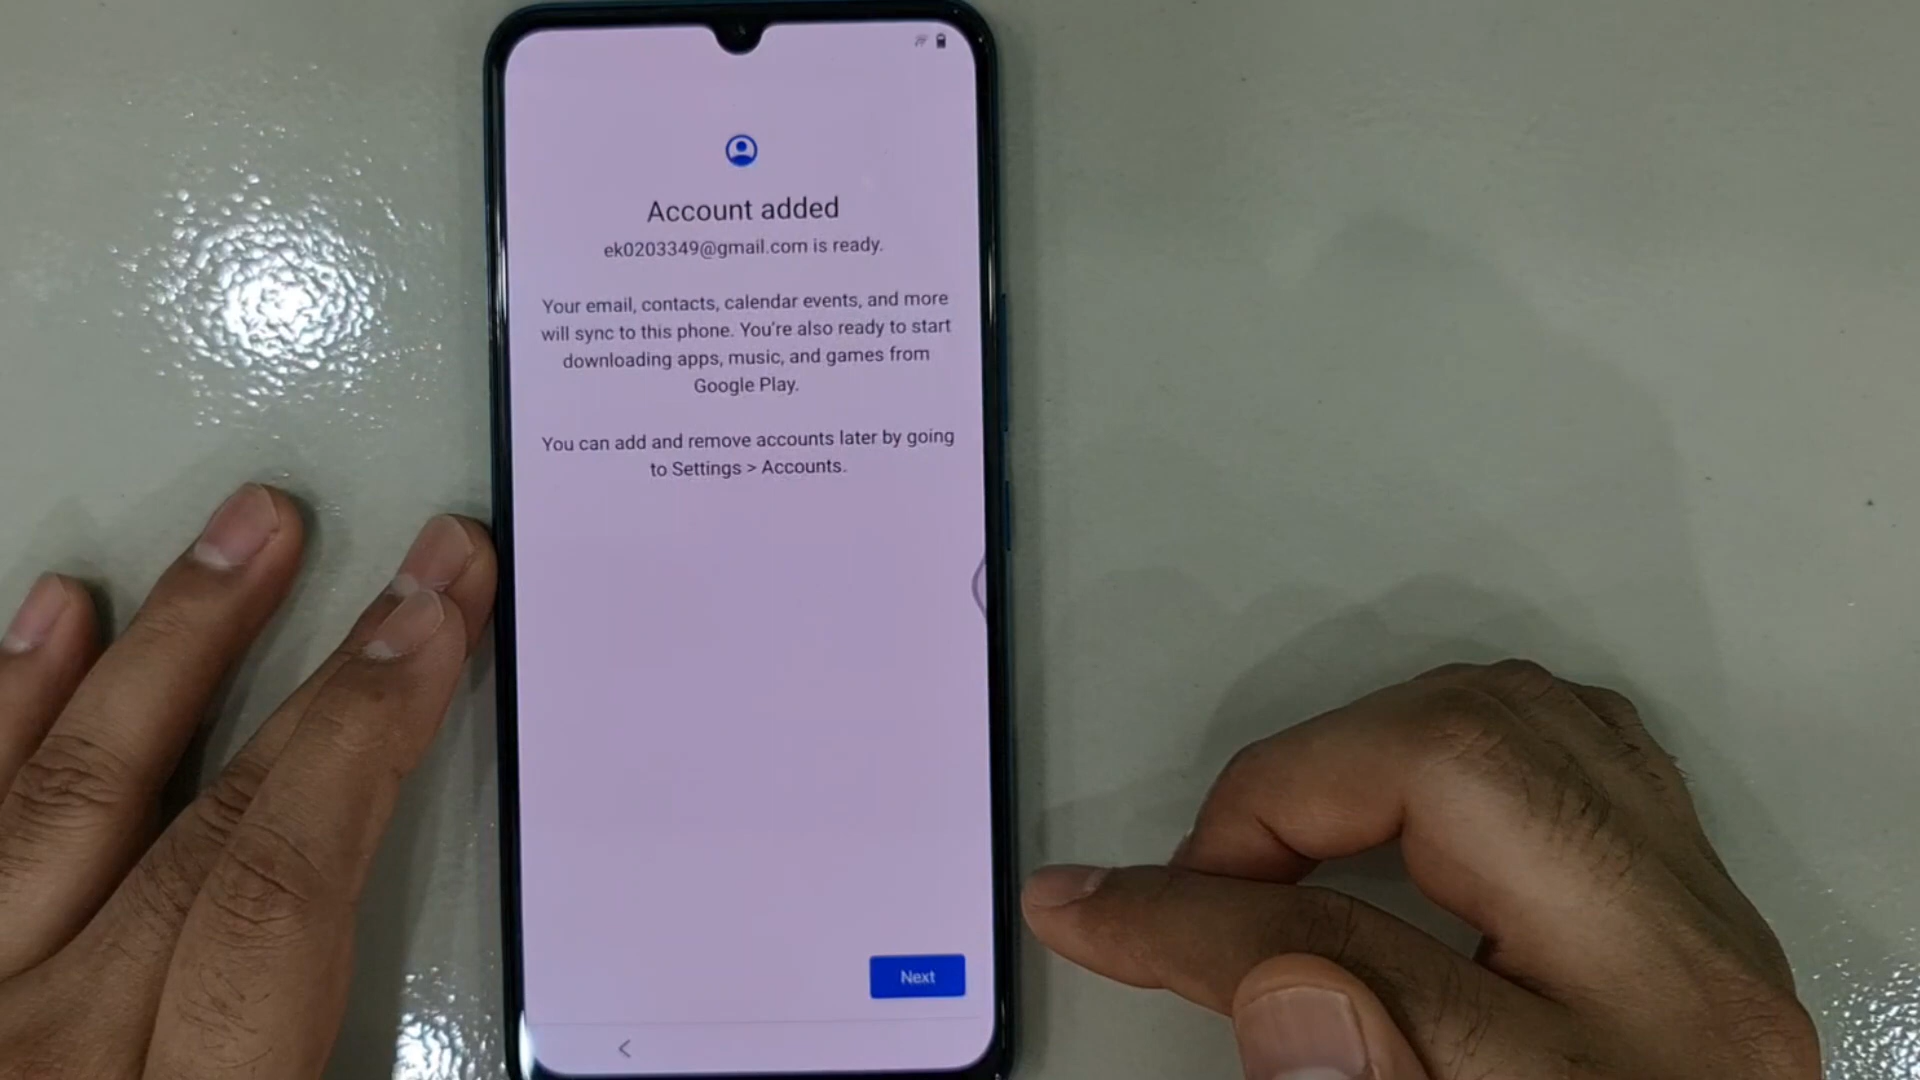 Account added
ek0203349@gmail.com is ready.
Your email, contacts, calendar events, and more
will sync to this phone. You're also ready to start
downloading apps, music, and games from
Google Play.
You can add and remove accounts later by going
to Settings > Accounts.
Next